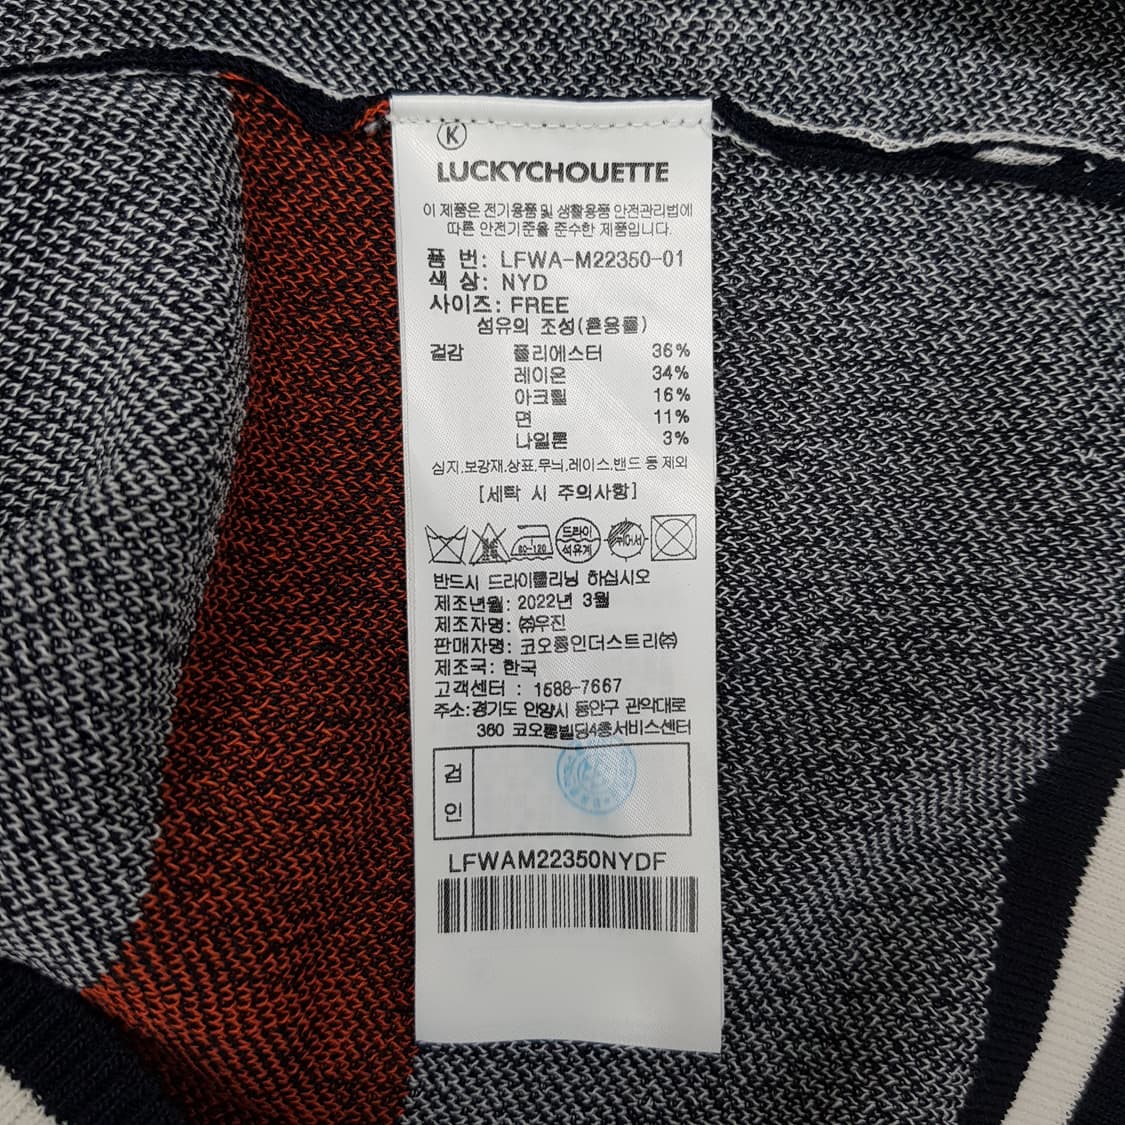 K
LUCKYCHOUETTE
이 제품은 전기용품 및 생활용품 안전관리법에
따른 안전기준을 준수한 제품입니다.
품 번: LFWA-M22350-01
색 상: NYD
사이즈: FREE
섬유의 조성(혼용률)
겉감 폴리에스터 36%
레이온 34%
아크릴 16%
면 11%
나일론 3%
심지,보강재,상표,무늬,레이스,밴드 등 제외
[세탁 시 주의사항]
80-120 드라이 석유계 뉘어서
반드시 드라이클리닝 하십시오
제조년월: 2022년 3월
제조자명: ㈜우진
판매자명: 코오롱인더스트리㈜
제조국: 한국
고객센터 : 1588-7667
주소:경기도 안양시 동안구 관악대로
360 코오롱빌딩4층서비스센터
검
인
LFWAM22350NYDF